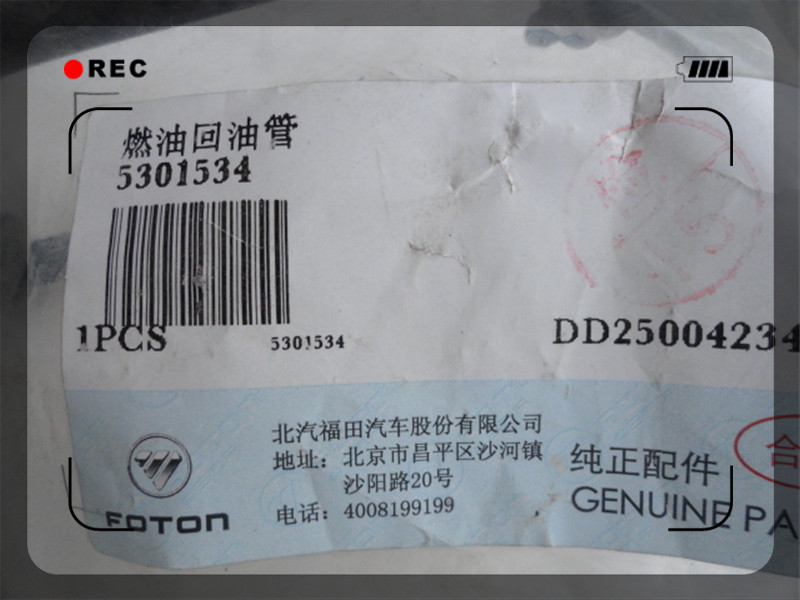 REC
燃油回油管
5301534
1PCS
5301534
DD25004234
北汽福田汽车股份有限公司
地址：北京市昌平区沙河镇
沙阳路20号
电话：4008199199
FOTON
纯正配件
GENUINE PA
合